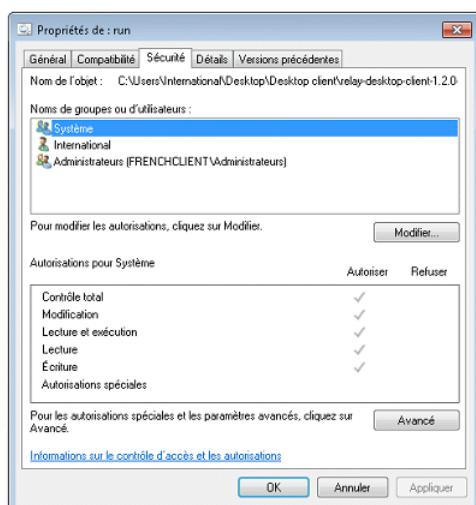 Propriétés de : run
Général Compatibilité Sécurité Détails Versions précédentes
Nom de l'objet : C:\Users\International\Desktop\Desktop client\relay-desktop-client-1.2.0-
Noms de groupes ou d'utilisateurs :
Système
International
Administrateurs (FRENCHCLIENT\Administrateurs)
Pour modifier les autorisations, cliquez sur Modifier.
Modifier...
Autorisations pour Système
Autoriser Refuser
Contrôle total
Modification
Lecture et exécution
Lecture
Écriture
Autorisations spéciales
Pour les autorisations spéciales et les paramètres avancés, cliquez sur
Avancé.
Avancé
Informations sur le contrôle d'accès et les autorisations
OK Annuler Appliquer